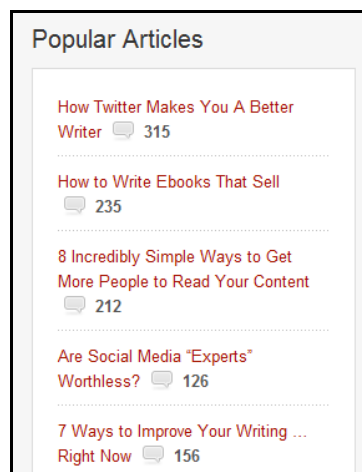 Popular Articles
How Twitter Makes You A Better
Writer 315
How to Write Ebooks That Sell
235
8 Incredibly Simple Ways to Get
More People to Read Your Content
212
Are Social Media “Experts”
Worthless? 126
7 Ways to Improve Your Writing …
Right Now 156